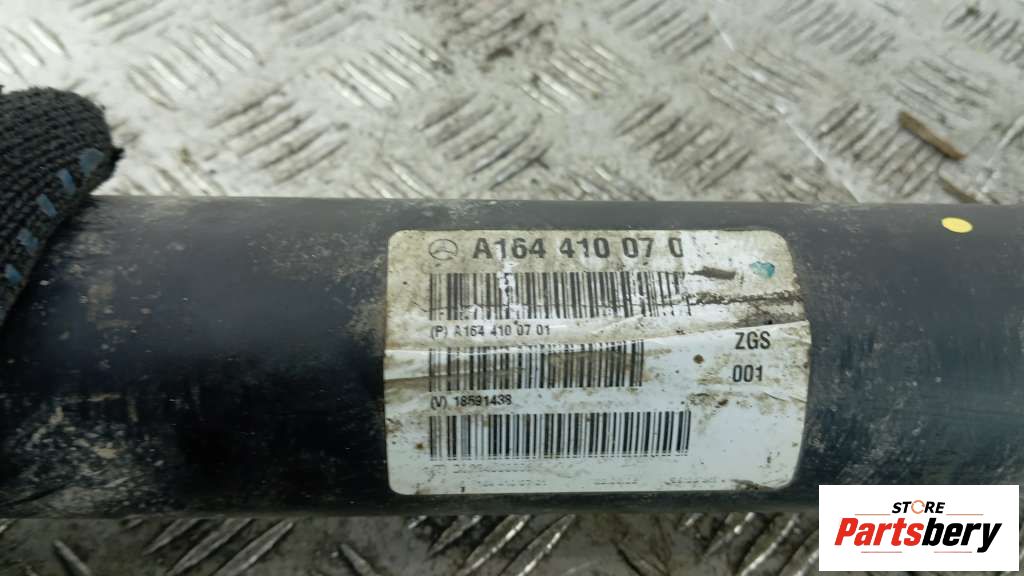 A164 410 07 0
(P) A164 410 07 01
ZGS
001
(V) 18591438
STORE
Partsbery